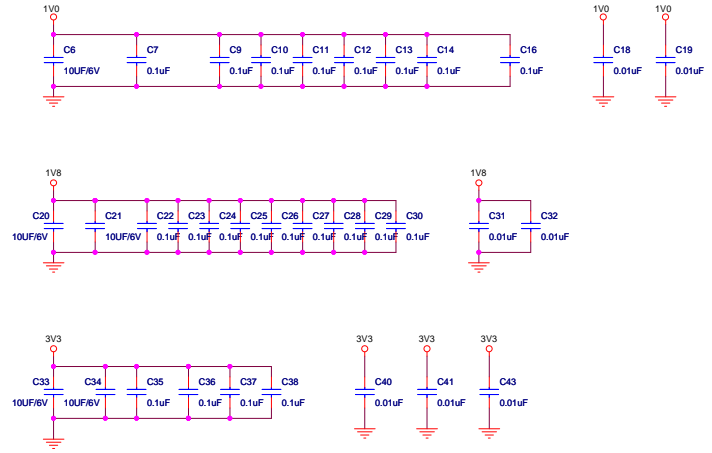 1V0 1V0 1V0
C6 C7 C9 C10 C11 C12 C13 C14 C16 C18 C19
10UF/6V 0.1uF 0.1uF 0.1uF 0.1uF 0.1uF 0.1uF 0.1uF 0.1uF 0.01uF 0.01uF
1V8 1V8
C20 C21 C22 C23 C24 C25 C26 C27 C28 C29 C30 C31 C32
10UF/6V 10UF/6V 0.1uF 0.1uF 0.1uF 0.1uF 0.1uF 0.1uF 0.1uF 0.1uF 0.1uF 0.01uF 0.01uF
3V3 3V3 3V3 3V3
C33 C34 C35 C36 C37 C38 C40 C41 C43
10UF/6V 10UF/6V 0.1uF 0.1uF 0.1uF 0.1uF 0.01uF 0.01uF 0.01uF